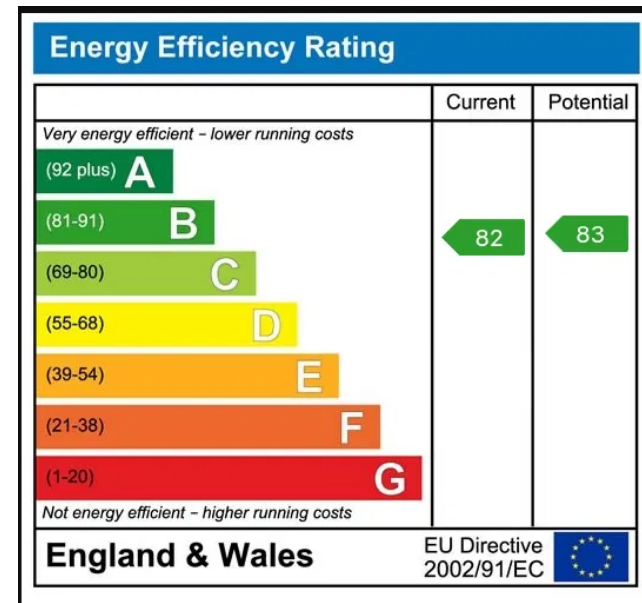 Energy Efficiency Rating
Current Potential
Very energy efficient – lower running costs
(92 plus) A
(81-91) B
82 83
(69-80) C
(55-68) D
(39-54) E
(21-38) F
(1-20) G
Not energy efficient – higher running costs
England & Wales
EU Directive
2002/91/EC